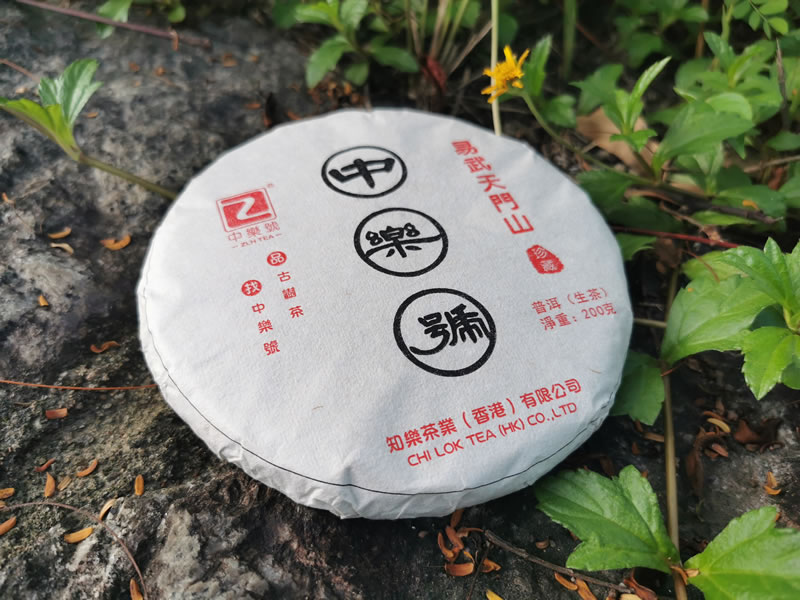 中
樂
號
易武天門山
珍藏
普洱（生茶）
淨重：200克
中樂號
ZLH TEA
品古樹茶
找中樂號
知樂茶業（香港）有限公司
CHI LOK TEA (HK) CO.,LTD